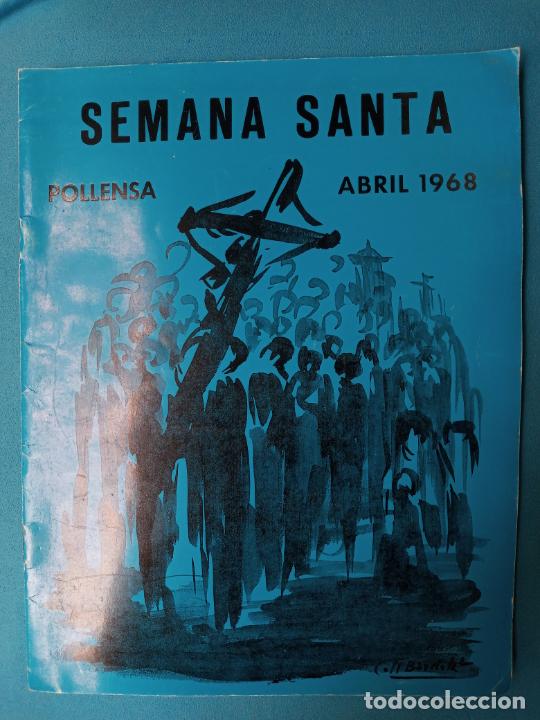 SEMANA SANTA
POLLENSA
ABRIL 1968
todocoleccion